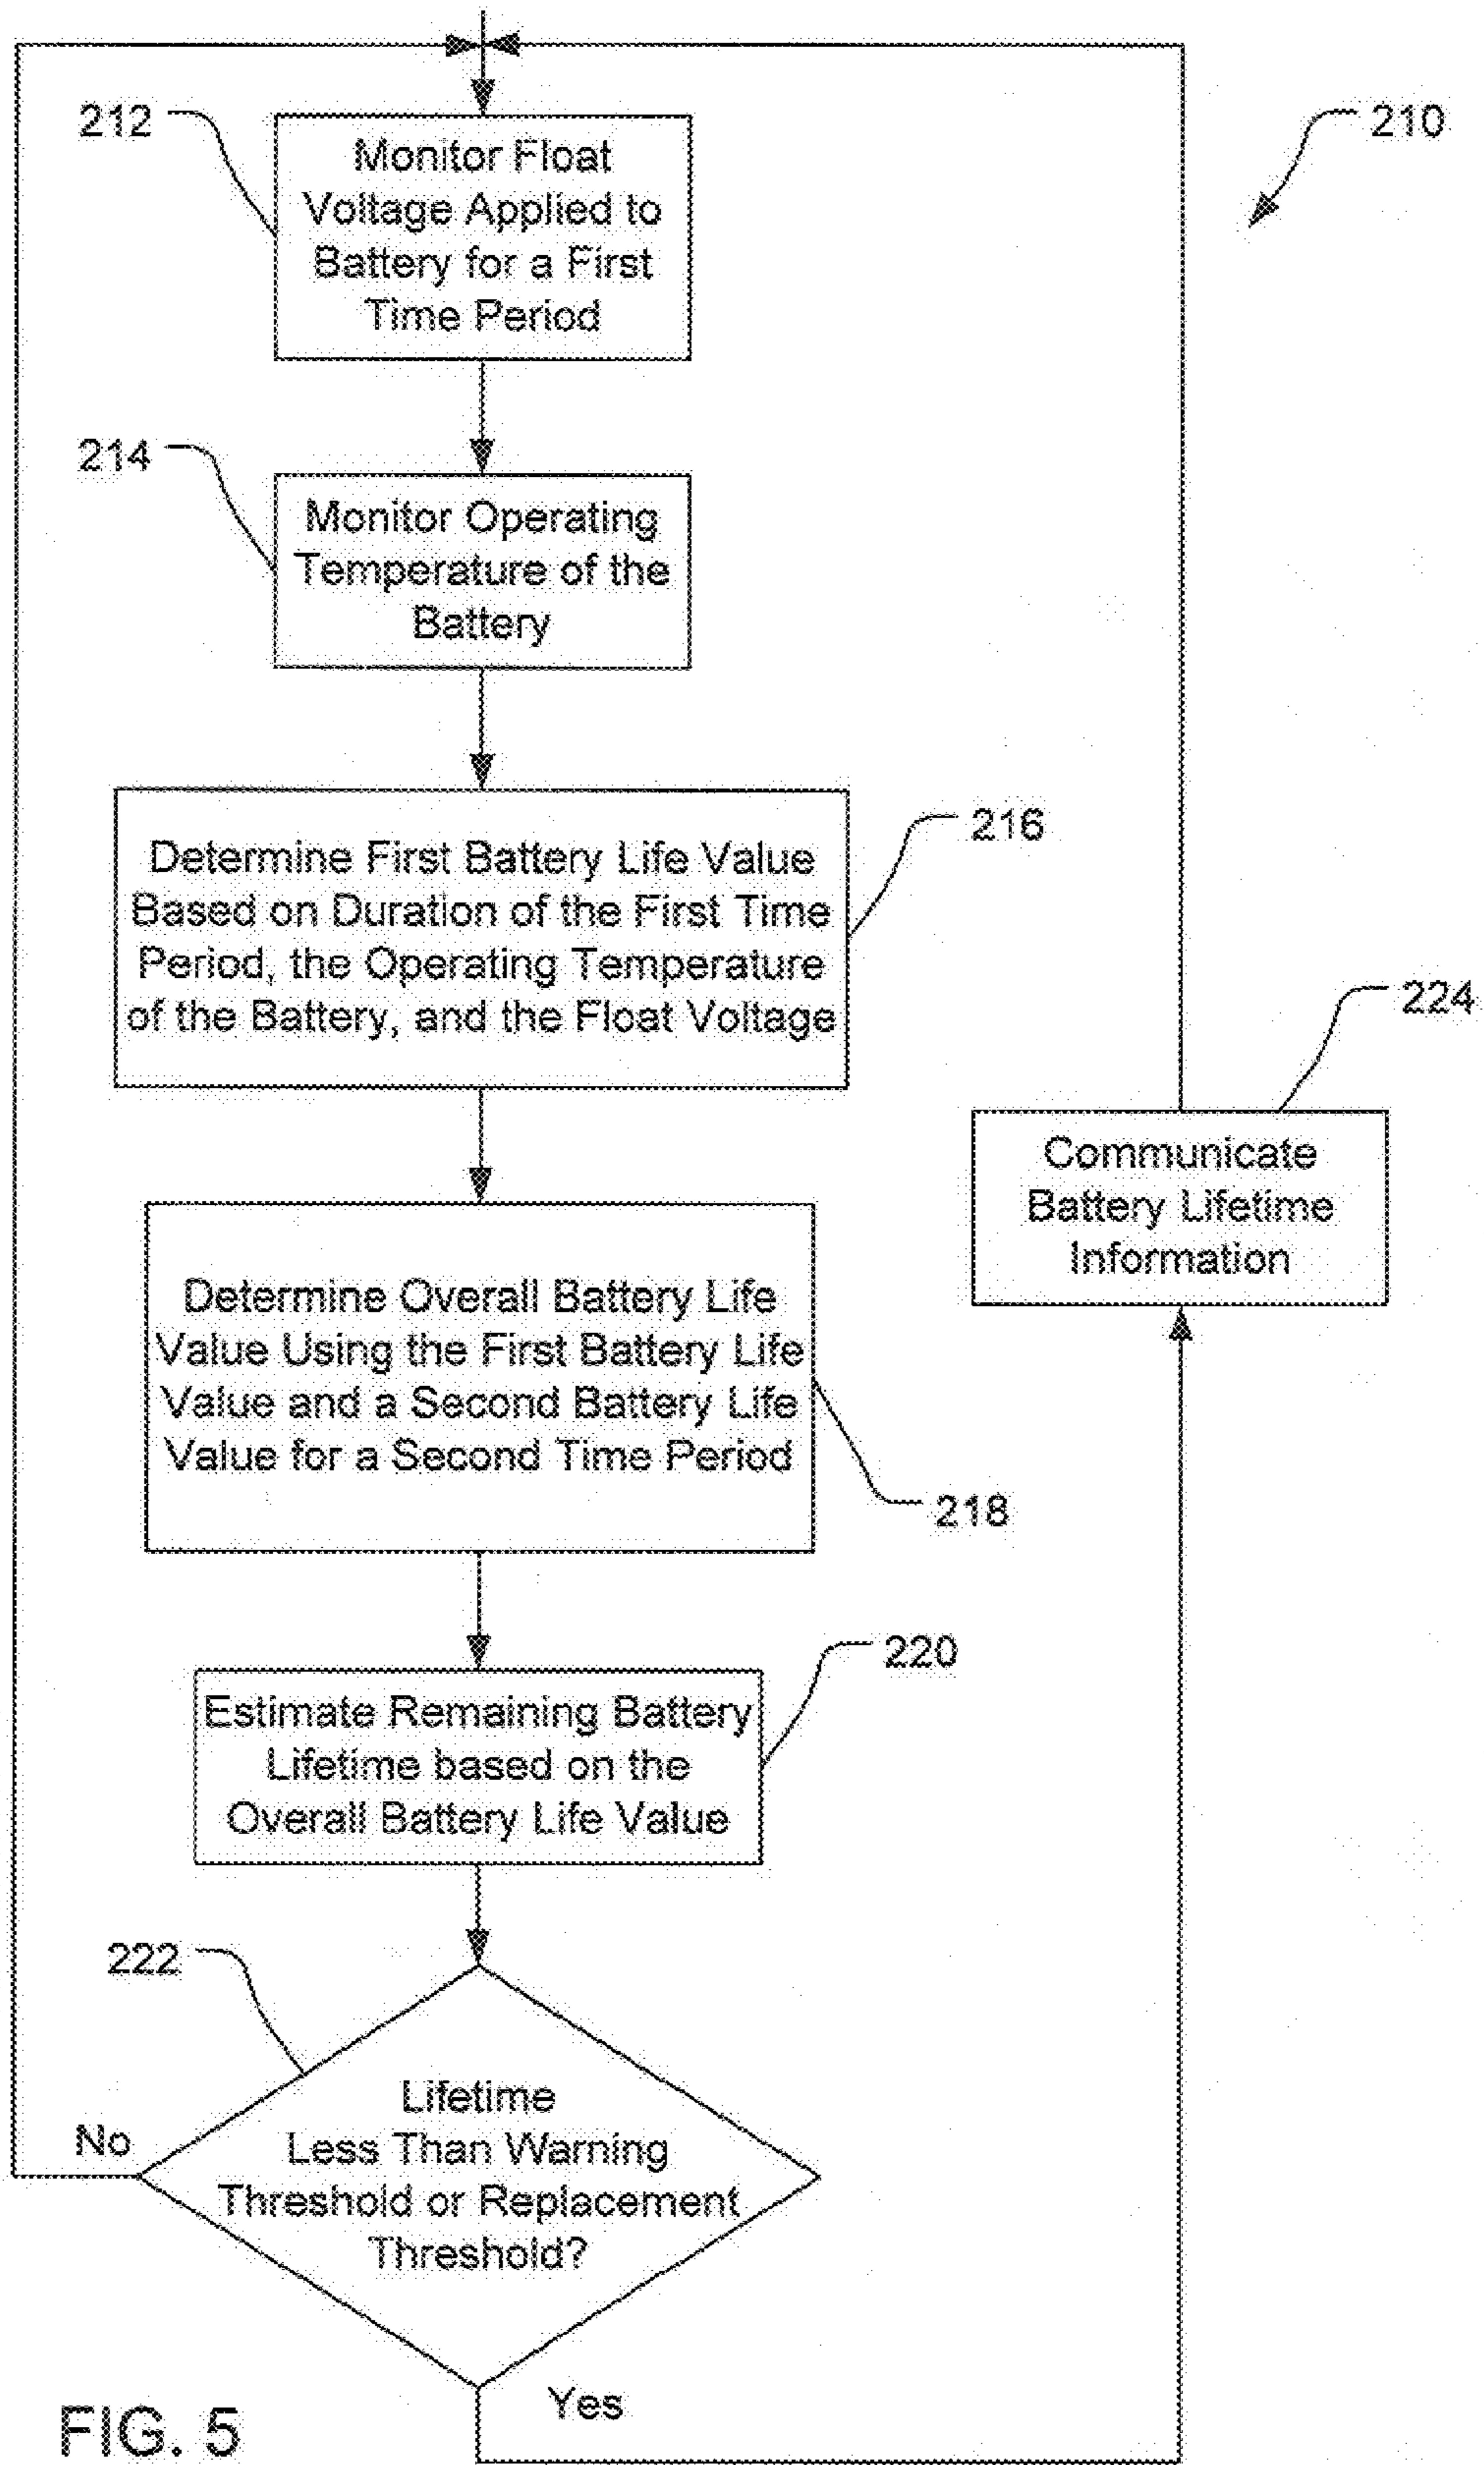 212
Monitor Float
Voltage Applied to
Battery for a First
Time Period
210
214
Monitor Operating
Temperature of the
Battery
216
Determine First Battery Life Value
Based on Duration of the First Time
Period, the Operating Temperature
of the Battery, and the Float Voltage
224
Communicate
Battery Lifetime
Information
Determine Overall Battery Life
Value Using the First Battery Life
Value and a Second Battery Life
Value for a Second Time Period
218
220
Estimate Remaining Battery
Lifetime based on the
Overall Battery Life Value
222
Lifetime
Less Than Warning
Threshold or Replacement
Threshold?
No
Yes
FIG. 5